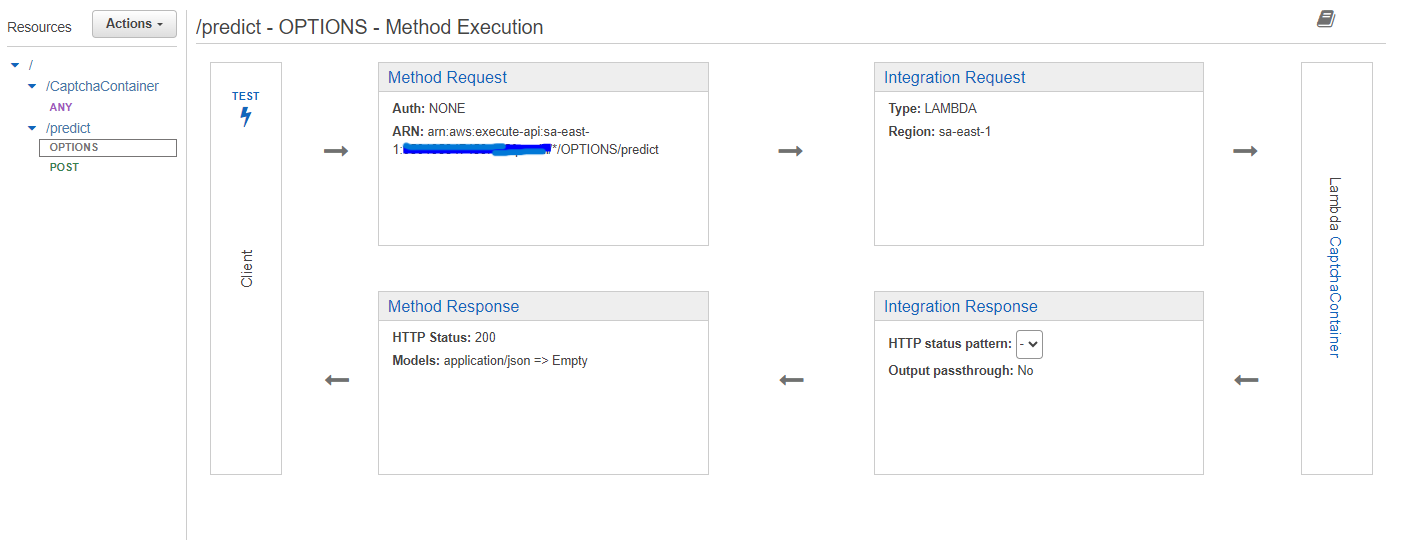 Resources
Actions
/predict - OPTIONS - Method Execution
/
/CaptchaContainer
ANY
/predict
OPTIONS
POST
TEST
Client
Method Request
Auth: NONE
ARN: arn:aws:execute-api:sa-east-
1:/*/OPTIONS/predict
Integration Request
Type: LAMBDA
Region: sa-east-1
Lambda CaptchaContainer
Method Response
HTTP Status: 200
Models: application/json => Empty
Integration Response
HTTP status pattern: -
Output passthrough: No